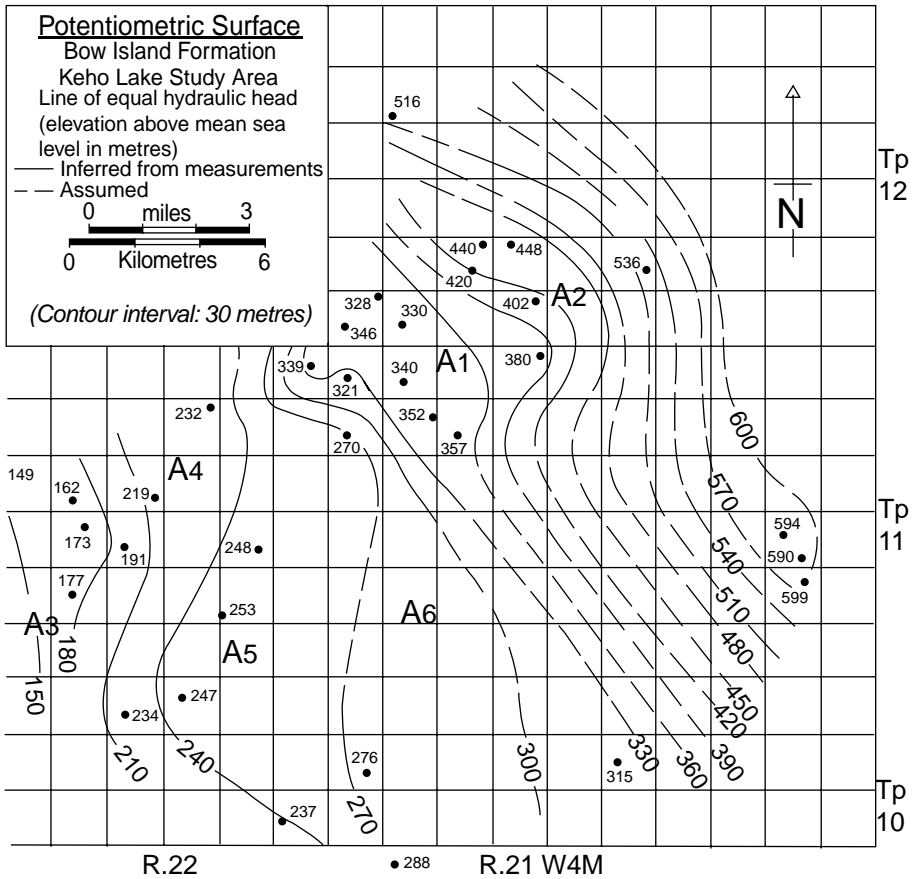 Potentiometric Surface
Bow Island Formation
Keho Lake Study Area
Line of equal hydraulic head
(elevation above mean sea
level in metres)
Inferred from measurements
Assumed
0 miles 3
0 Kilometres 6
(Contour interval: 30 metres)
516
Tp
12
N
440
448
420
536
328
330
402
A2
346
339
A1
380
321
340
232
352
270
357
600
A4
149
162
219
570
594
Tp
11
173
191
248
540
590
177
599
253
A6
510
A3
180
A5
480
150
247
450
234
420
210
240
276
300
315
330
360
390
270
237
Tp
10
R.22
288
R.21 W4M